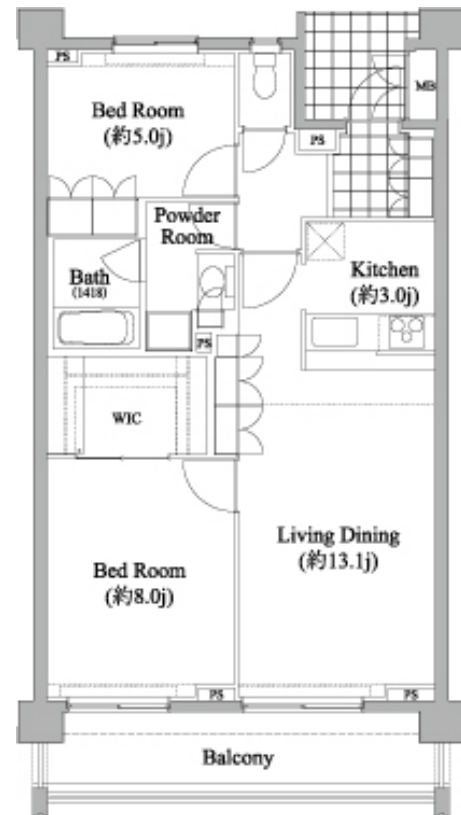 PS
MB
Bed Room
(約5.0j)
PS
Powder
Room
Kitchen
(約3.0j)
Bath
(1418)
PS
WIC
Living Dining
(約13.1j)
Bed Room
(約8.0j)
PS
PS
Balcony